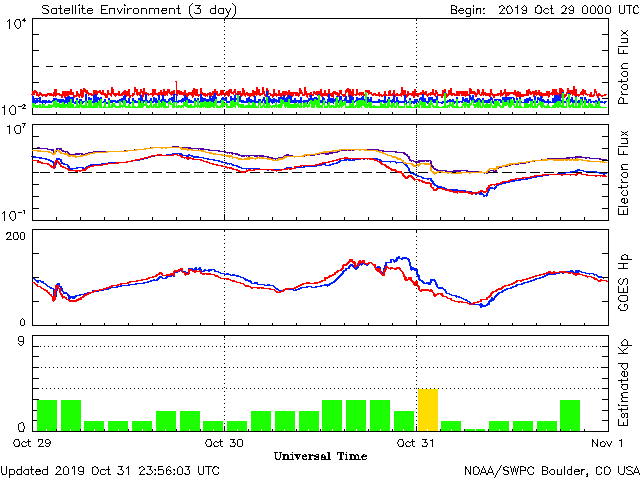 Satellite Environment (3 day) Begin: 2019 Oct 29 0000 UTC
10⁴
10⁻²
Proton Flux
10⁷
10⁻¹
Electron Flux
200
0
GOES Hp
9
0
Estimated Kp
Oct 29 Oct 30 Oct 31 Nov 1
Universal Time
Updated 2019 Oct 31 23:56:03 UTC NOAA/SWPC Boulder, CO USA